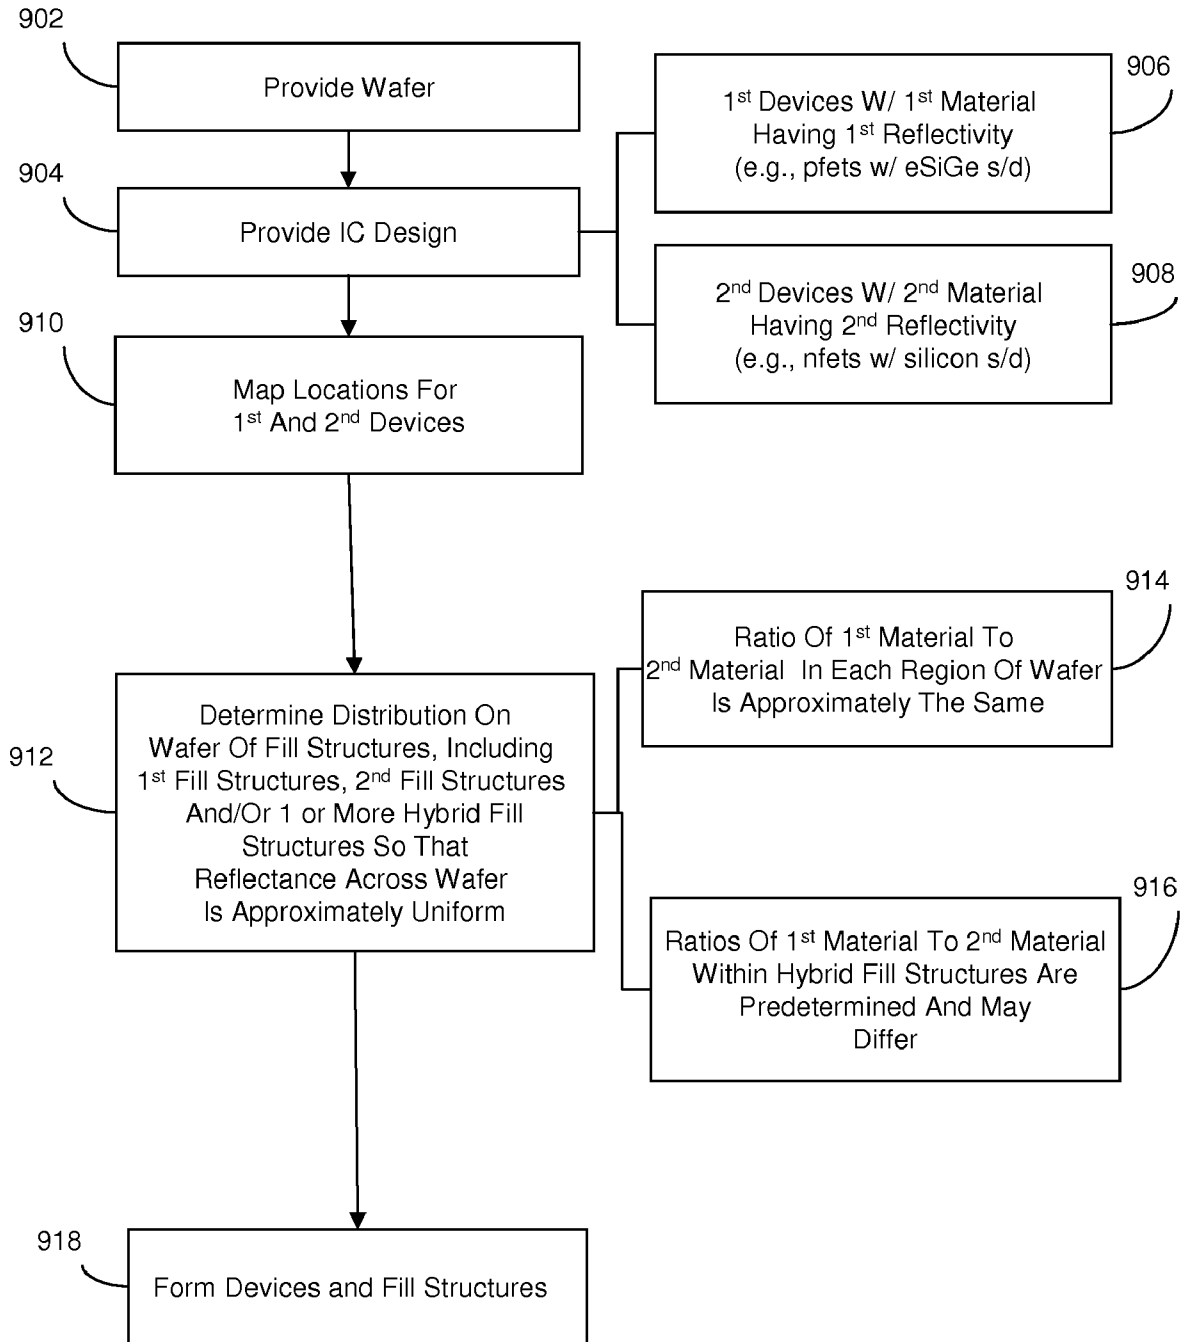 902
Provide Wafer
904
Provide IC Design
1st Devices W/ 1st Material
Having 1st Reflectivity
(e.g., pfets w/ eSiGe s/d)
906
2nd Devices W/ 2nd Material
Having 2nd Reflectivity
(e.g., nfets w/ silicon s/d)
908
910
Map Locations For
1st And 2nd Devices
912
Determine Distribution On
Wafer Of Fill Structures, Including
1st Fill Structures, 2nd Fill Structures
And/Or 1 or More Hybrid Fill
Structures So That
Reflectance Across Wafer
Is Approximately Uniform
914
Ratio Of 1st Material To
2nd Material In Each Region Of Wafer
Is Approximately The Same
916
Ratios Of 1st Material To 2nd Material
Within Hybrid Fill Structures Are
Predetermined And May
Differ
918
Form Devices and Fill Structures